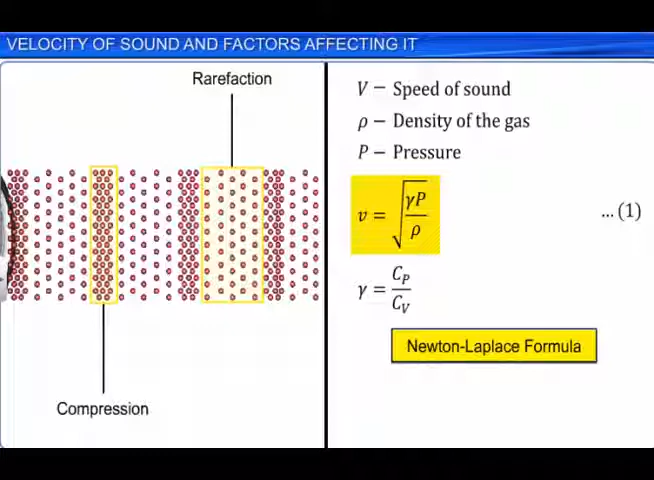 VELOCITY OF SOUND AND FACTORS AFFECTING IT
Rarefaction
Compression
V − Speed of sound
ρ − Density of the gas
P − Pressure
v = √(γP/ρ) ... (1)
γ = C_P/C_V
Newton-Laplace Formula